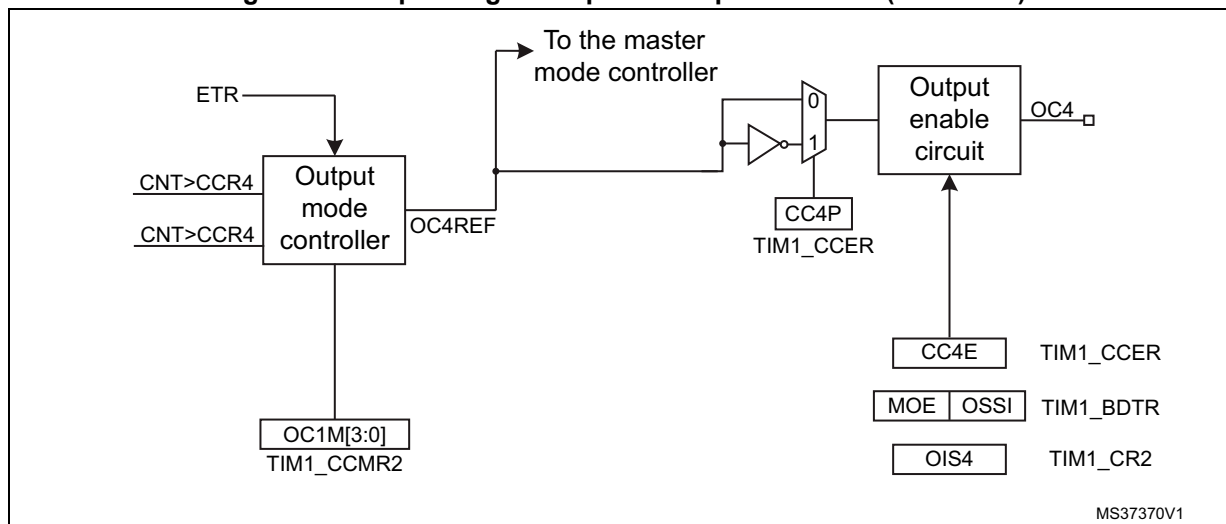 To the master
mode controller
ETR
0
1
Output
enable
circuit
OC4
CNT>CCR4
CNT>CCR4
Output
mode
controller
OC4REF
CC4P
TIM1_CCER
CC4E
TIM1_CCER
MOE
OSSI
TIM1_BDTR
OC1M[3:0]
TIM1_CCMR2
OIS4
TIM1_CR2
MS37370V1